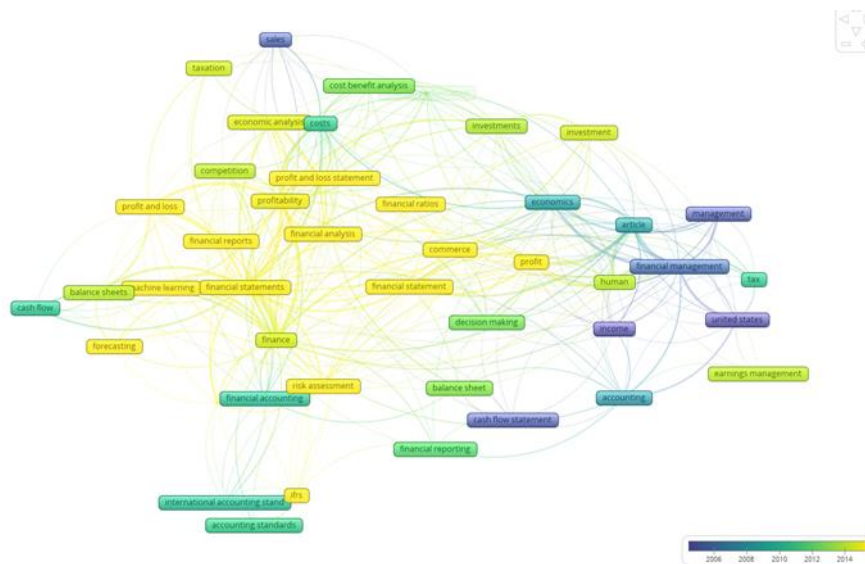 sales
taxation
cost benefit analysis
economic analysis
costs
investments
investment
competition
profit and loss statement
profitability
profit and loss
financial ratios
economics
management
article
financial reports
financial analysis
commerce
profit
financial management
human
tax
balance sheets
machine learning
financial statements
financial statement
cash flow
decision making
income
united states
forecasting
finance
earnings management
risk assessment
balance sheet
financial accounting
accounting
cash flow statement
financial reporting
international accounting stand
ifrs
accounting standards
2006 2008 2010 2012 2014